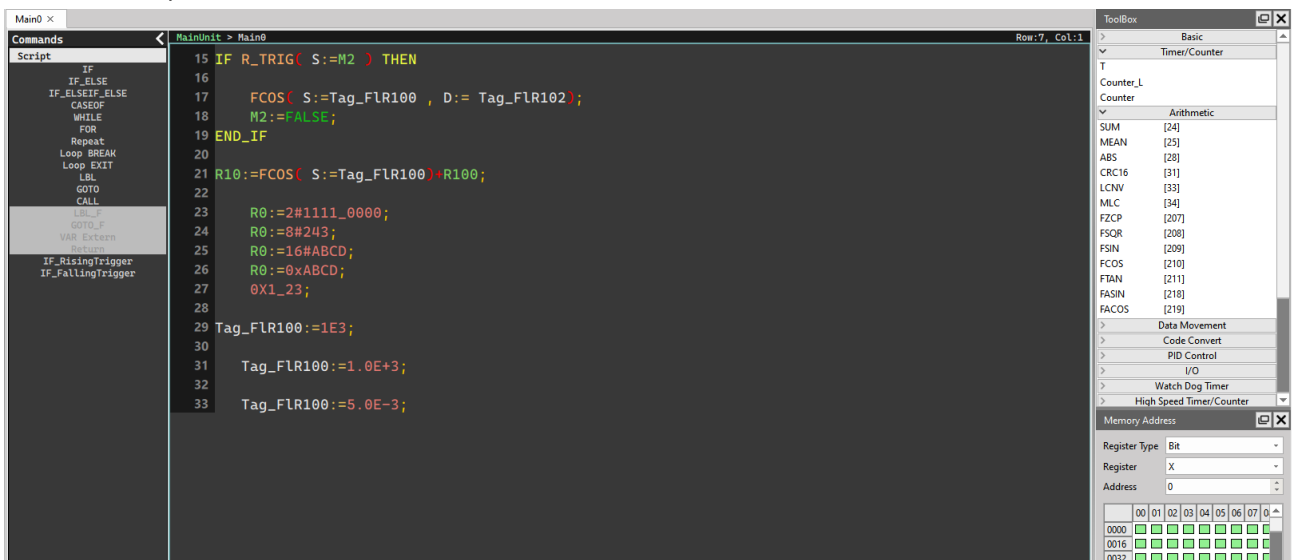 Main0 ×
Commands
Script
IF
IF_ELSE
IF_ELSEIF_ELSE
CASEOF
WHILE
FOR
Repeat
Loop BREAK
Loop EXIT
LBL
GOTO
CALL
LBL_F
GOTO_F
VAR Extern
Return
IF_RisingTrigger
IF_FallingTrigger
MainUnit > Main0 Row:7, Col:1
15 IF R_TRIG( S:=M2 ) THEN
16
17 FCOS( S:=Tag_FlR100 , D:= Tag_FlR102);
18 M2:=FALSE;
19 END_IF
20
21 R10:=FCOS( S:=Tag_FlR100)+R100;
22
23 R0:=2#1111_0000;
24 R0:=8#243;
25 R0:=16#ABCD;
26 R0:=0xABCD;
27 0X1_23;
28
29 Tag_FlR100:=1E3;
30
31 Tag_FlR100:=1.0E+3;
32
33 Tag_FlR100:=5.0E-3;
ToolBox
Basic
Timer/Counter
T
Counter_L
Counter
Arithmetic
SUM [24]
MEAN [25]
ABS [28]
CRC16 [31]
LCNV [33]
MLC [34]
FZCP [207]
FSQR [208]
FSIN [209]
FCOS [210]
FTAN [211]
FASIN [218]
FACOS [219]
Data Movement
Code Convert
PID Control
I/O
Watch Dog Timer
High Speed Timer/Counter
Memory Address
Register Type Bit
Register X
Address 0
00 01 02 03 04 05 06 07
0000
0016
0032